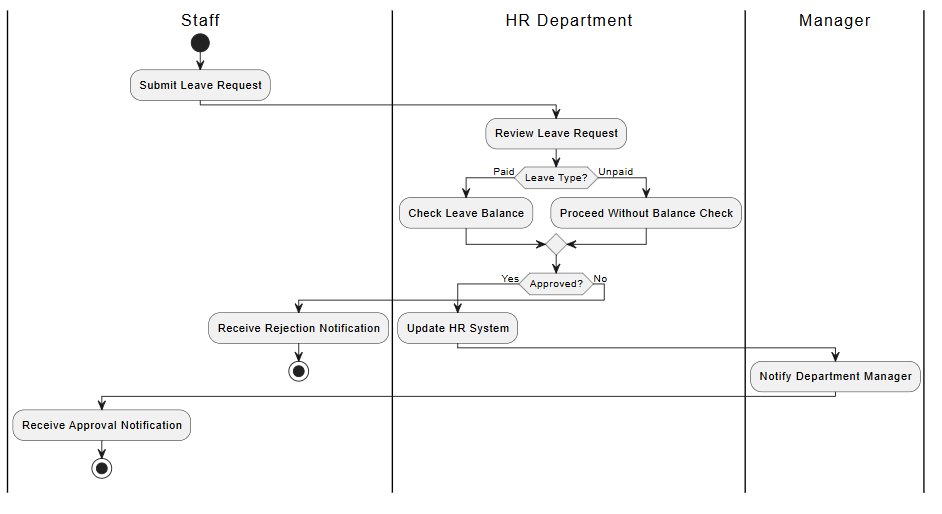 Staff
HR Department
Manager
Submit Leave Request
Review Leave Request
Paid
Leave Type?
Unpaid
Check Leave Balance
Proceed Without Balance Check
Yes
Approved?
No
Receive Rejection Notification
Update HR System
Notify Department Manager
Receive Approval Notification